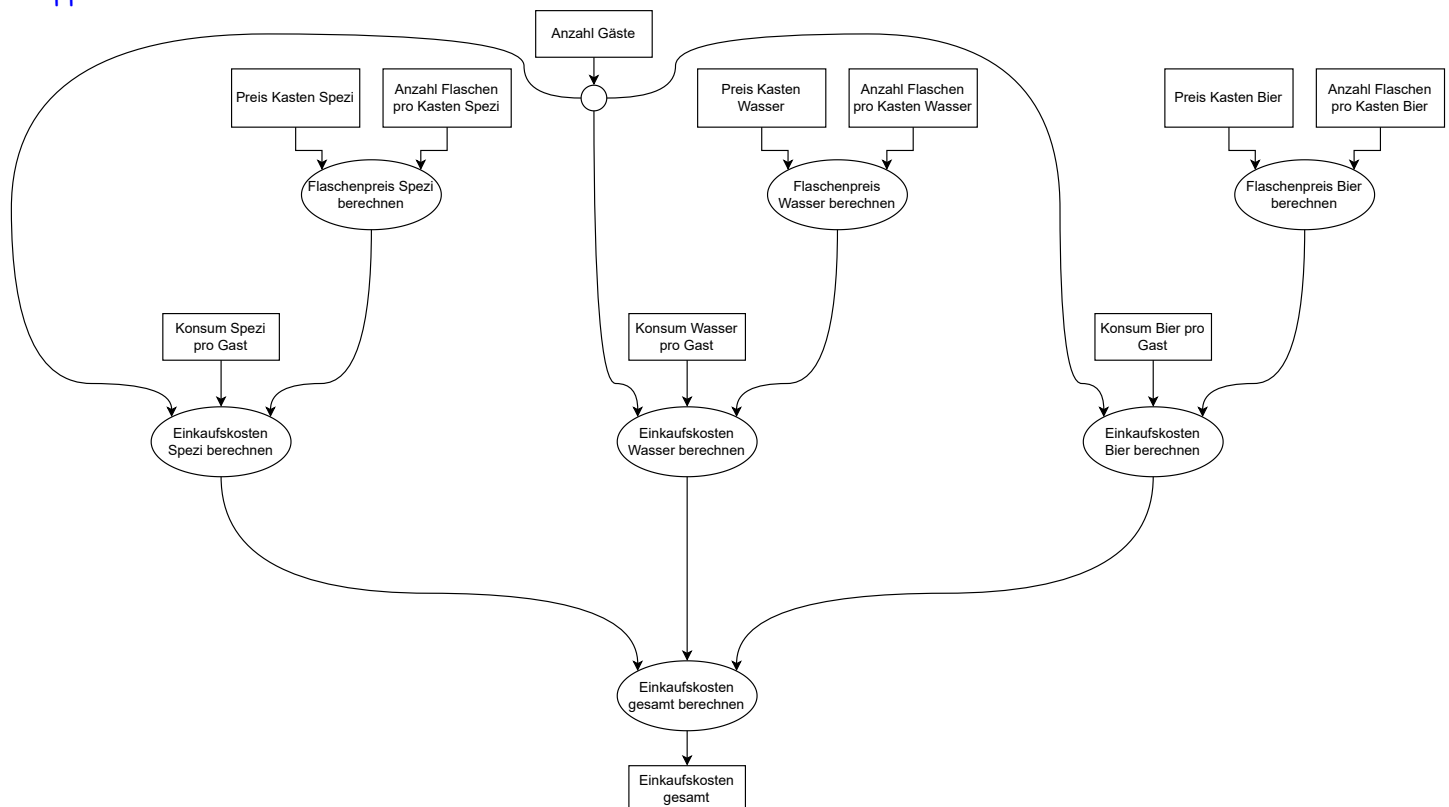 Anzahl Gäste
Preis Kasten Spezi
Anzahl Flaschen
pro Kasten Spezi
Preis Kasten
Wasser
Anzahl Flaschen
pro Kasten Wasser
Preis Kasten Bier
Anzahl Flaschen
pro Kasten Bier
Flaschenpreis Spezi
berechnen
Flaschenpreis
Wasser berechnen
Flaschenpreis Bier
berechnen
Konsum Spezi
pro Gast
Konsum Wasser
pro Gast
Konsum Bier pro
Gast
Einkaufskosten
Spezi berechnen
Einkaufskosten
Wasser berechnen
Einkaufskosten
Bier berechnen
Einkaufskosten
gesamt berechnen
Einkaufskosten
gesamt